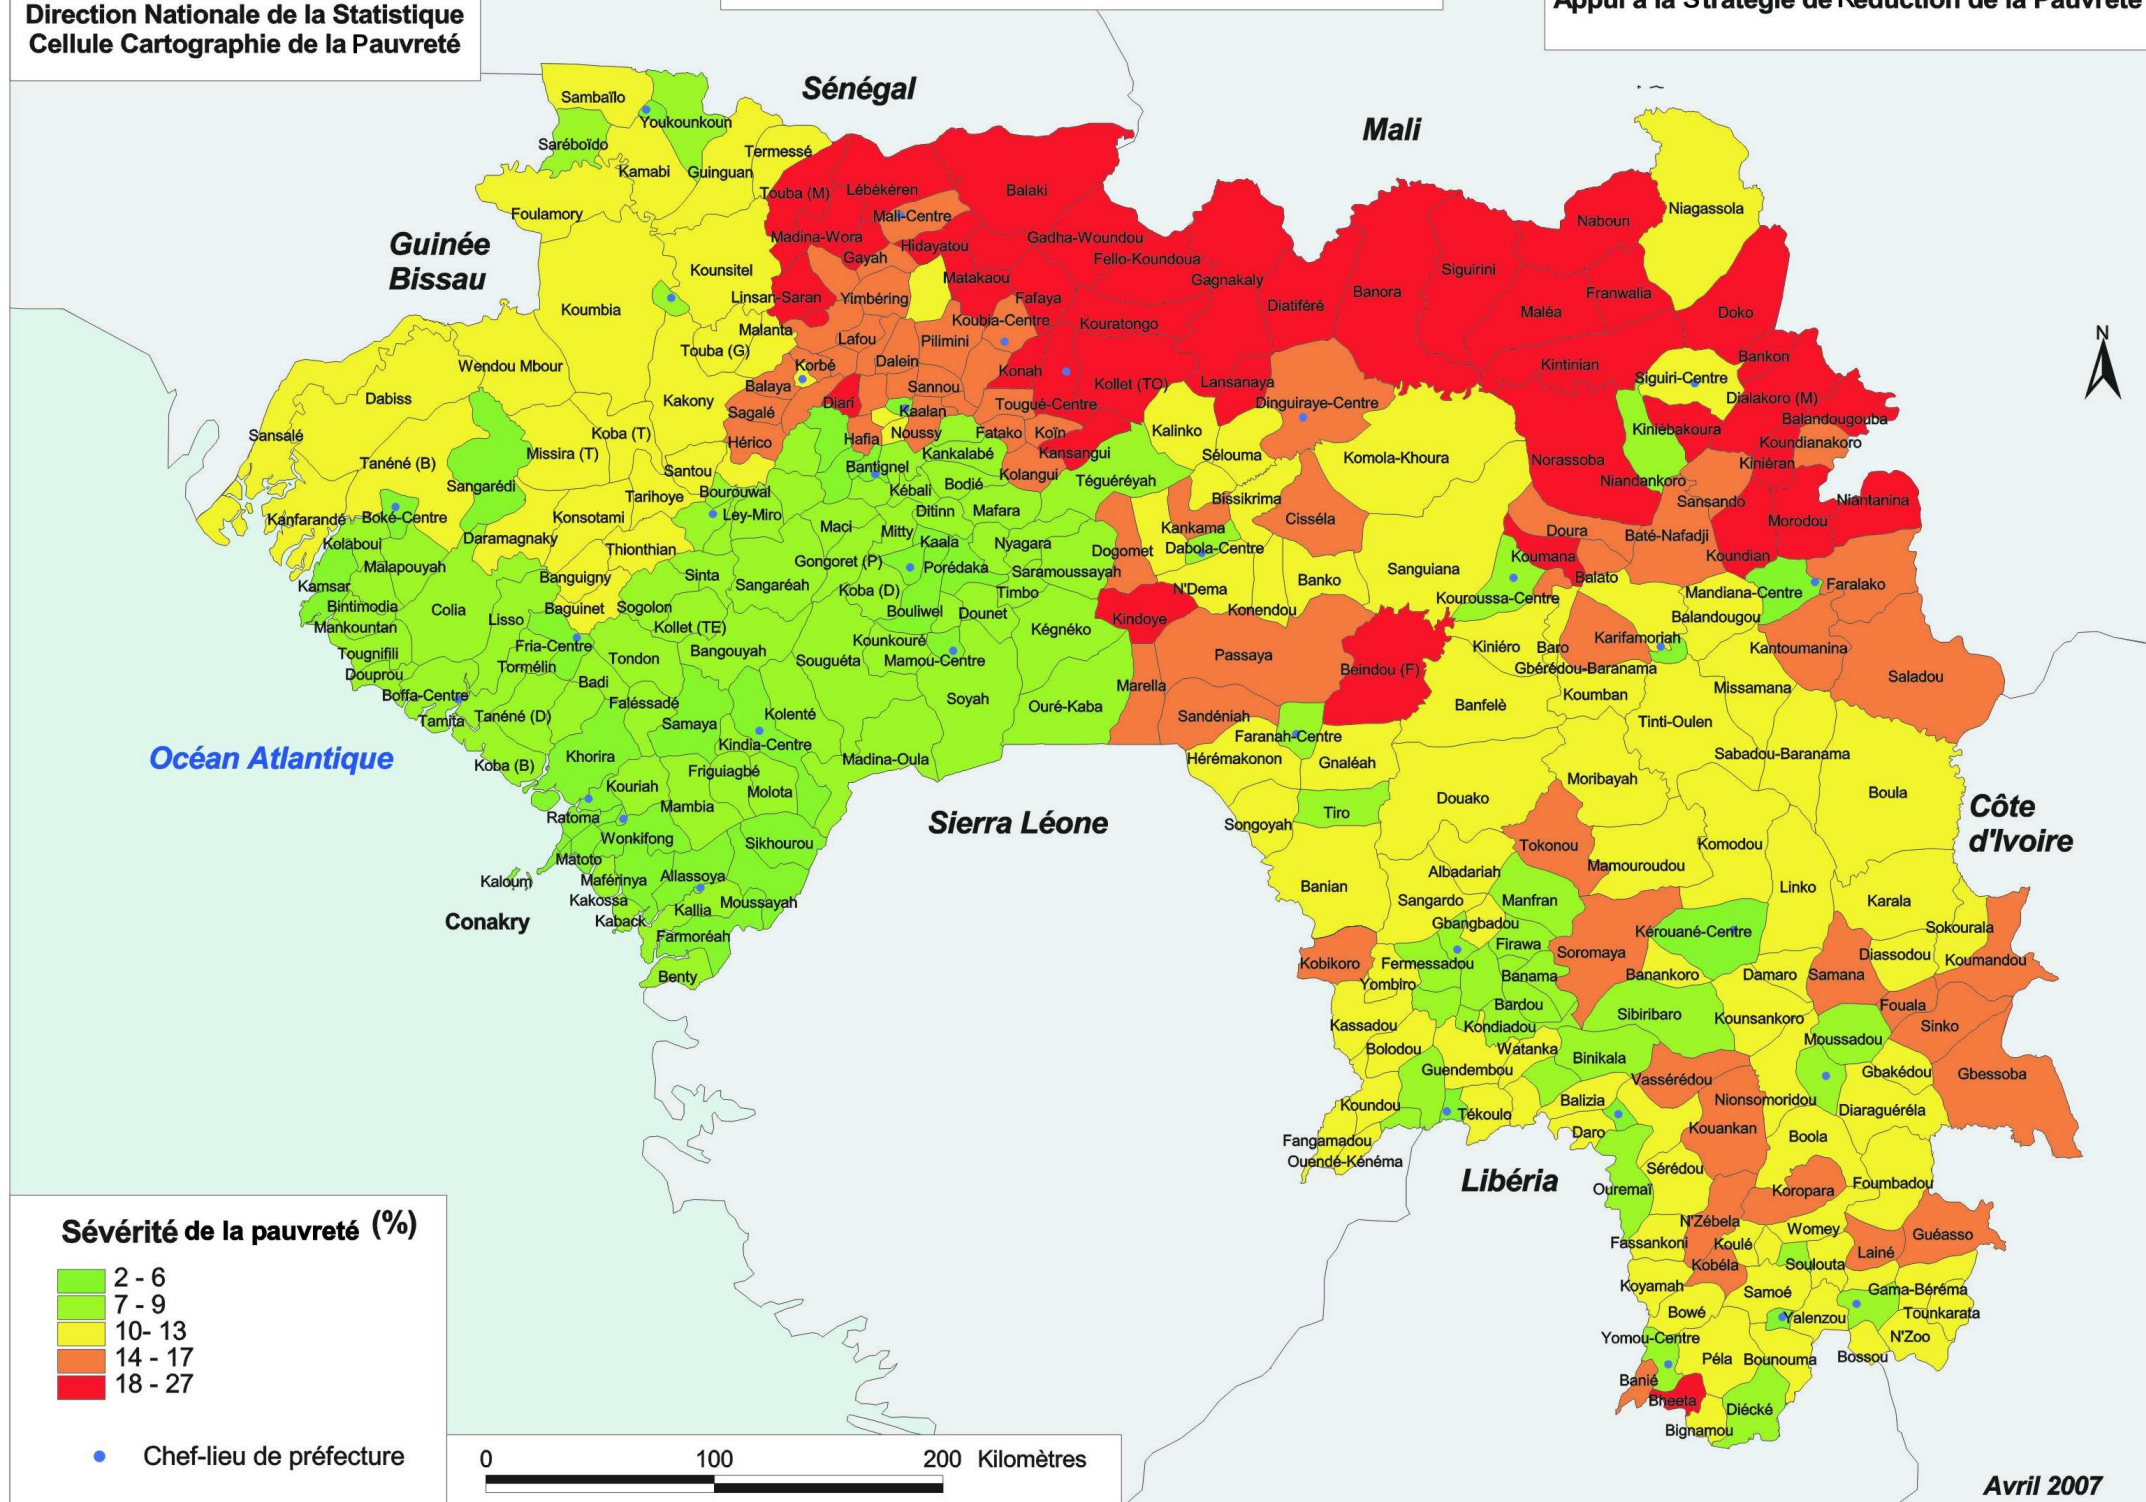 Direction Nationale de la Statistique
Cellule Cartographie de la Pauvreté
Appui à la Stratégie de Réduction de la Pauvreté
Sénégal
Mali
Guinée
Bissau
Océan Atlantique
Sierra Léone
Côte
d'Ivoire
Libéria
Conakry
N
Sambaïlo
Youkounkoun
Saréboïdo
Termessé
Kamabi
Guinguan
Foulamory
Touba (M)
Lébékéren
Balaki
Mali-Centre
Madina-Wora
Hidayatou
Gadha-Woundou
Gayah
Fello-Koundoua
Naboun
Niagassola
Kounsitel
Matakaou
Gagnakaly
Siguirini
Linsan-Saran
Yimbéring
Fafaya
Diatiféré
Banora
Franwalia
Koumbia
Koubia-Centre
Kouratongo
Maléa
Doko
Malanta
Lafou
Pilimini
Touba (G)
Dalein
Wendou Mbour
Korbé
Konah
Kintinian
Bankon
Balaya
Sannou
Kollet (TO)
Lansanaya
Siguiri-Centre
Dabiss
Kakony
Sagalé
Diari
Kaalan
Tougué-Centre
Dinguiraye-Centre
Dialakoro (M)
Balandougouba
Sansalé
Koba (T)
Hérico
Hafia
Noussy
Fatako
Koïn
Kalinko
Kiniébakoura
Koundianakoro
Tanéné (B)
Missira (T)
Santou
Bantignel
Kankalabé
Kansangui
Sélouma
Komola-Khoura
Norassoba
Kiniéran
Sangarédi
Tarihoye
Bourouwal
Kébali
Bodié
Kolangui
Téguéréyah
Bissikrima
Niandankoro
Sansando
Niantanina
Kanfarandé
Boké-Centre
Konsotami
Ley-Miro
Maci
Ditinn
Mafara
Kankama
Cisséla
Doura
Morodou
Kolaboui
Daramagnaky
Thionthian
Mitty
Kaala
Nyagara
Dogomet
Dabola-Centre
Koumana
Baté-Nafadji
Koundian
Malapouyah
Banguigny
Sinta
Gongoret (P)
Porédaka
Saramoussayah
Banko
Sanguiana
Balato
Kamsar
Sangaréah
Koba (D)
Timbo
N'Dema
Kouroussa-Centre
Mandiana-Centre
Faralako
Bintimodia
Colia
Lisso
Baguinet
Sogolon
Bouliwel
Dounet
Kindoye
Konendou
Balandougou
Mankountan
Kollet (TE)
Kégnéko
Fria-Centre
Bangouyah
Kounkouré
Kiniéro
Baro
Karifamoriah
Kantoumanina
Tougnifili
Tormélin
Tondon
Souguéta
Mamou-Centre
Passaya
Beindou (F)
Gbérédou-Baranama
Douprou
Badi
Marella
Saladou
Boffa-Centre
Faléssadé
Soyah
Ouré-Kaba
Banfelè
Koumban
Missamana
Tamita
Tanéné (D)
Samaya
Kolenté
Sandéniah
Tinti-Oulen
Kindia-Centre
Faranah-Centre
Koba (B)
Khorira
Madina-Oula
Hérémakonon
Gnaléah
Sabadou-Baranama
Kouriah
Friguiagbé
Moribayah
Mambia
Molota
Douako
Boula
Ratoma
Tiro
Wonkifong
Sikhourou
Songoyah
Tokonou
Komodou
Matoto
Mamouroudou
Kaloum
Maférinya
Allassoya
Albadariah
Banian
Linko
Kakossa
Moussayah
Sangardo
Manfran
Karala
Kaback
Kallia
Gbangbadou
Kérouané-Centre
Sokourala
Farmoréah
Firawa
Soromaya
Diassodou
Koumandou
Benty
Kobikoro
Fermessadou
Banama
Banankoro
Damaro
Samana
Yombiro
Bardou
Sibiribaro
Kounsankoro
Fouala
Kassadou
Kondiadou
Sinko
Bolodou
Watanka
Binikala
Moussadou
Guendembou
Vassérédou
Gbakédou
Gbessoba
Koundou
Tékoulo
Balizia
Nionsomoridou
Diaraguéréla
Fangamadou
Daro
Kouankan
Boola
Ouendé-Kénéma
Sérédou
Ouremaï
Koropara
Foumbadou
N'Zébela
Womey
Guéasso
Fassankoni
Koulé
Lainé
Kobéla
Soulouta
Koyamah
Samoé
Gama-Béréma
Bowé
Yalenzou
Tounkarata
Yomou-Centre
N'Zoo
Péla
Bounouma
Bossou
Banié
Bheeta
Diécké
Bignamou
Sévérité de la pauvreté (%)
2 - 6
7 - 9
10- 13
14 - 17
18 - 27
Chef-lieu de préfecture
0 100 200 Kilomètres
Avril 2007